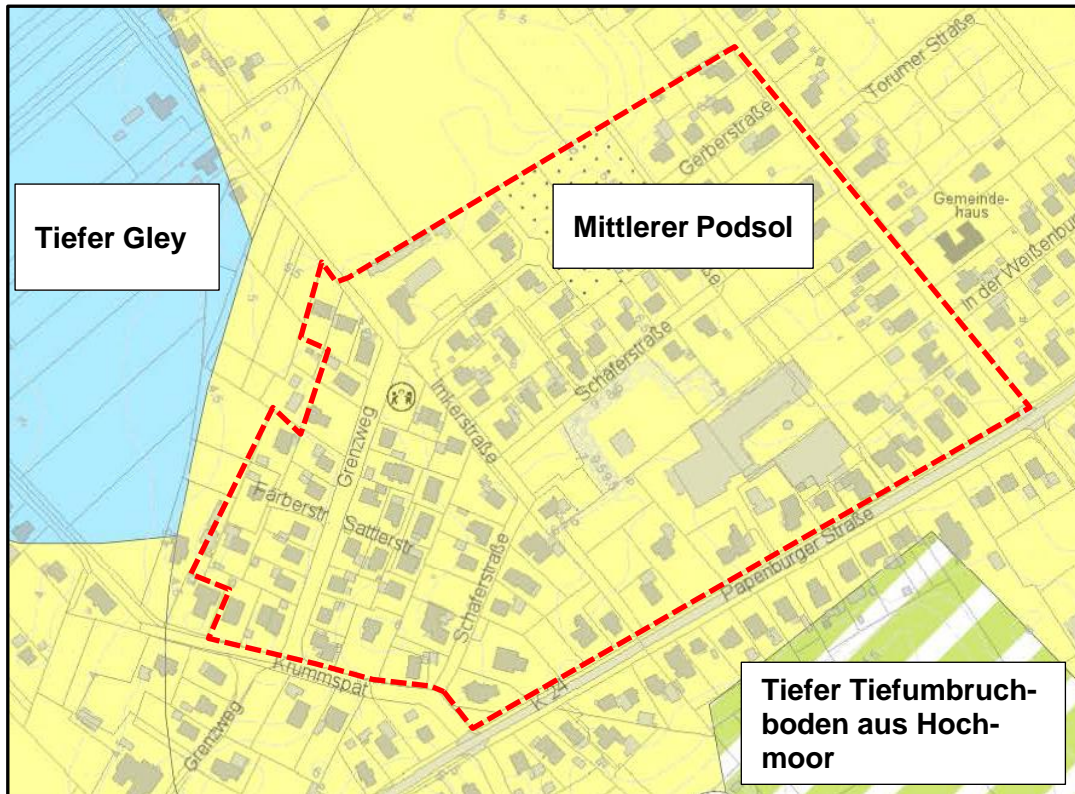 Torumer Straße
Gerberstraße
Mittlerer Podsol
Gemeinde-
haus
Tiefer Gley
In der Weißenburg
Schäferstraße
Imkerstraße
Grenzweg
Färberstr
Sattlerstr
Schäferstraße
Papenburger Straße
K 24
Krummspät
Grenzweg
Tiefer Tiefumbruch-
boden aus Hoch-
moor